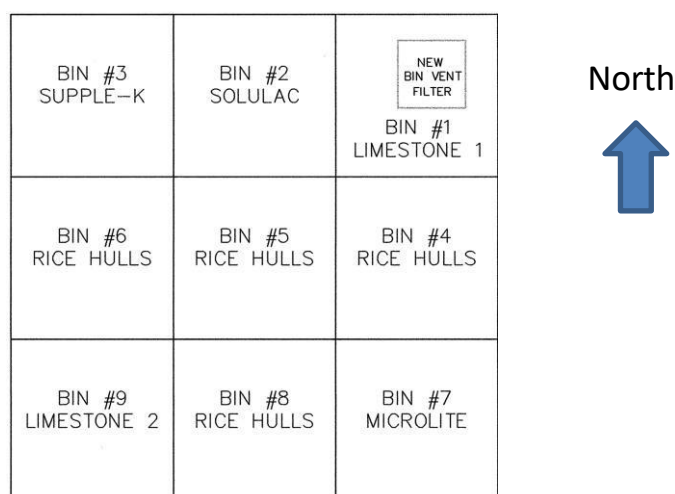 BIN #3
SUPPLE-K
BIN #2
SOLULAC
NEW
BIN VENT
FILTER
BIN #1
LIMESTONE 1
North
BIN #6
RICE HULLS
BIN #5
RICE HULLS
BIN #4
RICE HULLS
BIN #9
LIMESTONE 2
BIN #8
RICE HULLS
BIN #7
MICROLITE